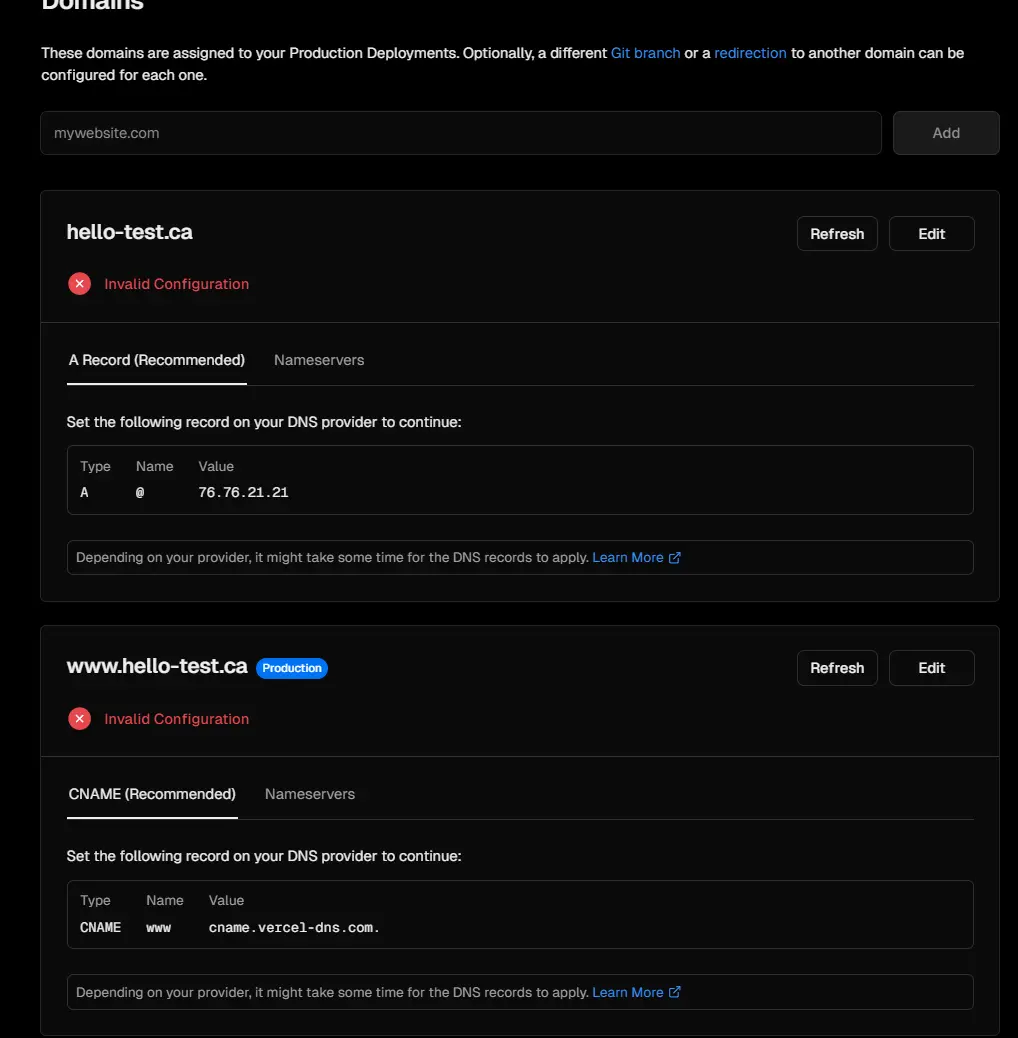 Domains
These domains are assigned to your Production Deployments. Optionally, a different Git branch or a redirection to another domain can be
configured for each one.
mywebsite.com
Add
hello-test.ca
Refresh
Edit
Invalid Configuration
A Record (Recommended)
Nameservers
Set the following record on your DNS provider to continue:
Type Name Value
A @ 76.76.21.21
Depending on your provider, it might take some time for the DNS records to apply. Learn More
www.hello-test.ca Production
Refresh
Edit
Invalid Configuration
CNAME (Recommended)
Nameservers
Set the following record on your DNS provider to continue:
Type Name Value
CNAME www cname.vercel-dns.com.
Depending on your provider, it might take some time for the DNS records to apply. Learn More